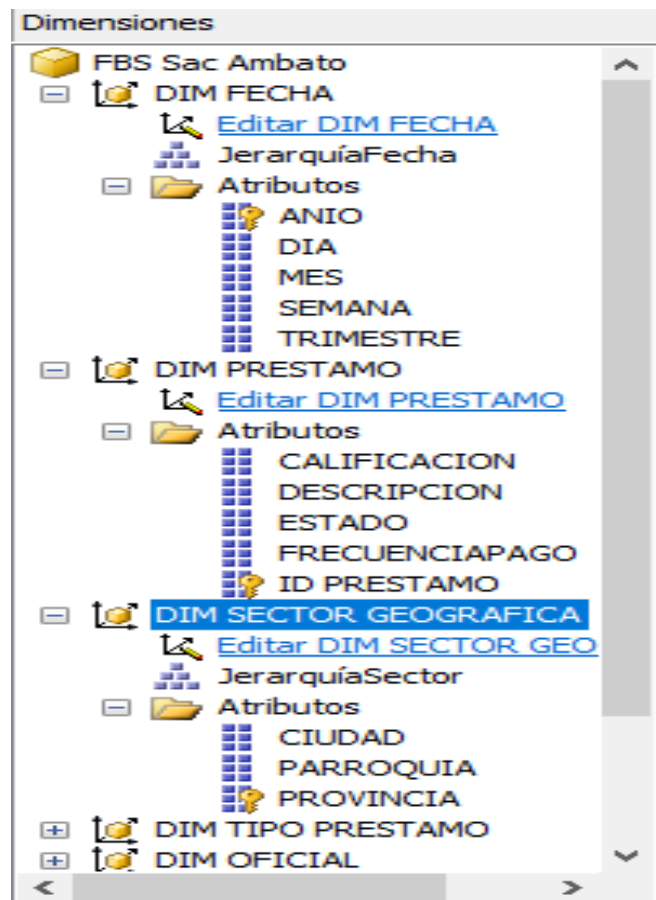 Dimensiones
FBS Sac Ambato
DIM FECHA
Editar DIM FECHA
JerarquíaFecha
Atributos
ANIO
DIA
MES
SEMANA
TRIMESTRE
DIM PRESTAMO
Editar DIM PRESTAMO
Atributos
CALIFICACION
DESCRIPCION
ESTADO
FRECUENCIAPAGO
ID PRESTAMO
DIM SECTOR GEOGRAFICA
Editar DIM SECTOR GEO
JerarquíaSector
Atributos
CIUDAD
PARROQUIA
PROVINCIA
DIM TIPO PRESTAMO
DIM OFICIAL